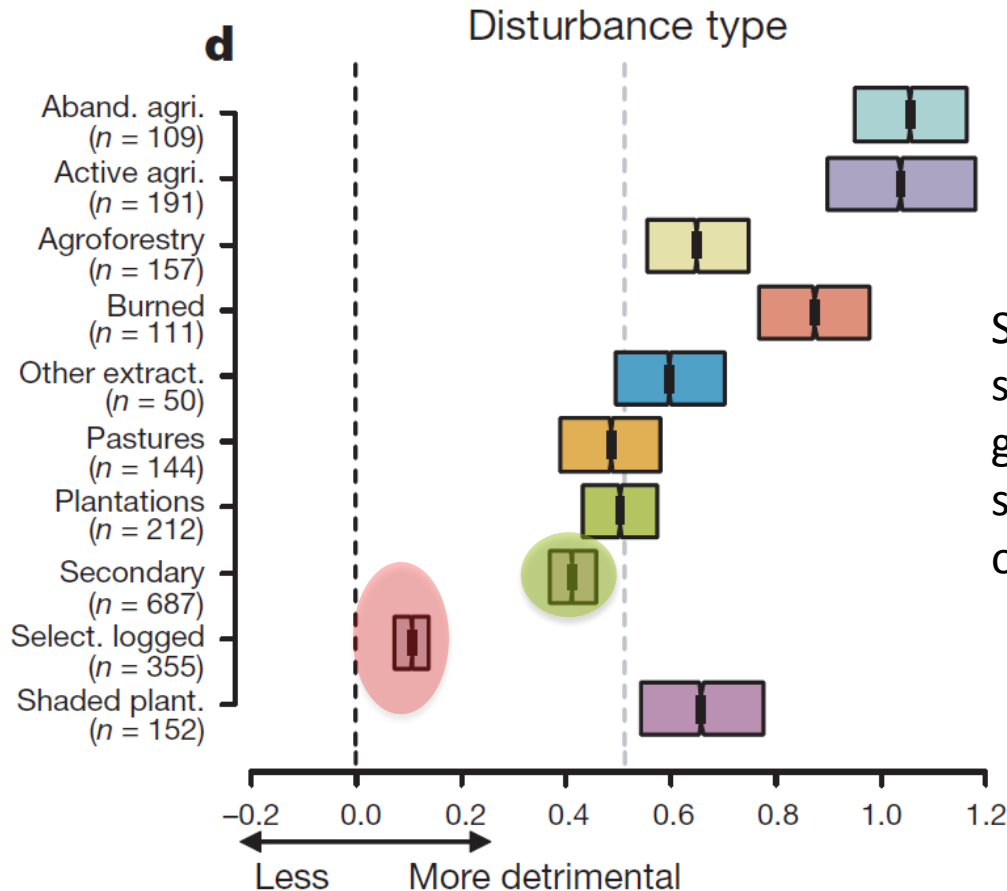 d
Disturbance type
Aband. agri.
(n = 109)
Active agri.
(n = 191)
Agroforestry
(n = 157)
Burned
(n = 111)
Other extract.
(n = 50)
Pastures
(n = 144)
Plantations
(n = 212)
Secondary
(n = 687)
Select. logged
(n = 355)
Shaded plant.
(n = 152)
−0.2 0.0 0.2 0.4 0.6 0.8 1.0 1.2
Less More detrimental